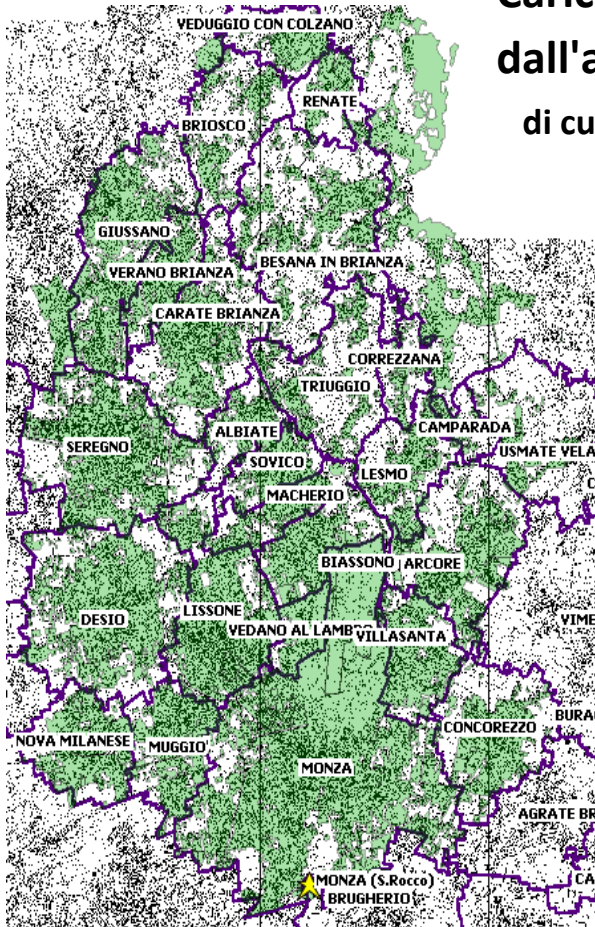 Caric
dall'a
di cu
VEDUGGIO CON COLZANO
RENATE
BRIOSCO
GIUSSANO
VERANO BRIANZA
BESANA IN BRIANZA
CARATE BRIANZA
CORREZZANA
TRIUGGIO
ALBIATE
CAMPARADA
SEREGNO
SOVICO
USMATE VELA
LESMO
MACHERIO
BIASSONO
ARCORE
LISSONE
DESIO
VEDANO AL LAMBRO
VILLASANTA
VIME
NOVA MILANESE
MUGGIO
CONCOREZZO
BURAG
MONZA
AGRATE BR
MONZA (S.Rocco)
BRUGHERIO
CA